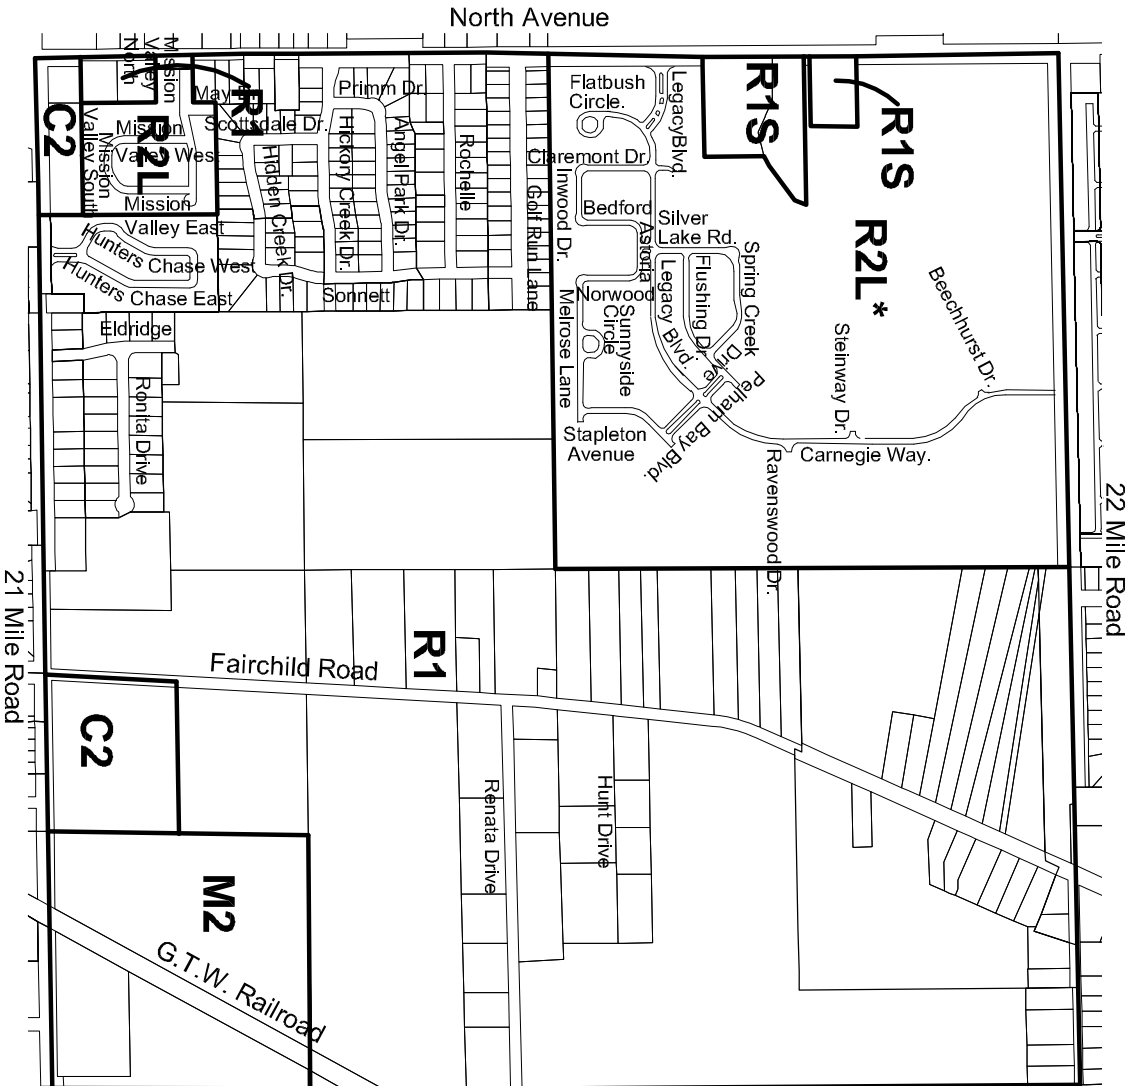 North Avenue
Mission
Valley
North
May
R1
Primm Dr.
Flatbush
Circle.
LegacyBlvd.
R1S
R1S
C2
Mission
Valley South
Mission
Valley West
R2L
Scottsdale Dr.
Hidden Creek Dr.
Hickory Creek Dr.
Angel Park Dr.
Rochelle
Golf Run Lane
Claremont Dr.
Inwood Dr.
Bedford
Astoria
Silver
Lake Rd.
Mission
Valley East
Hunters
Chase West
Hunters
Chase East
Sonnett
Norwood
Melrose Lane
Sunnyside
Circle
Legacy Blvd.
Flushing Dr.
Spring Creek
Drive
R2L *
Beechhurst Dr.
Steinway Dr.
Eldridge
Ronita Drive
Stapleton
Avenue
Pelham Bay Blvd.
Carnegie Way.
Ravenswood Dr.
22 Mile Road
21 Mile Road
R1
Fairchild Road
C2
Renata Drive
Hunt Drive
M2
G.T.W. Railroad